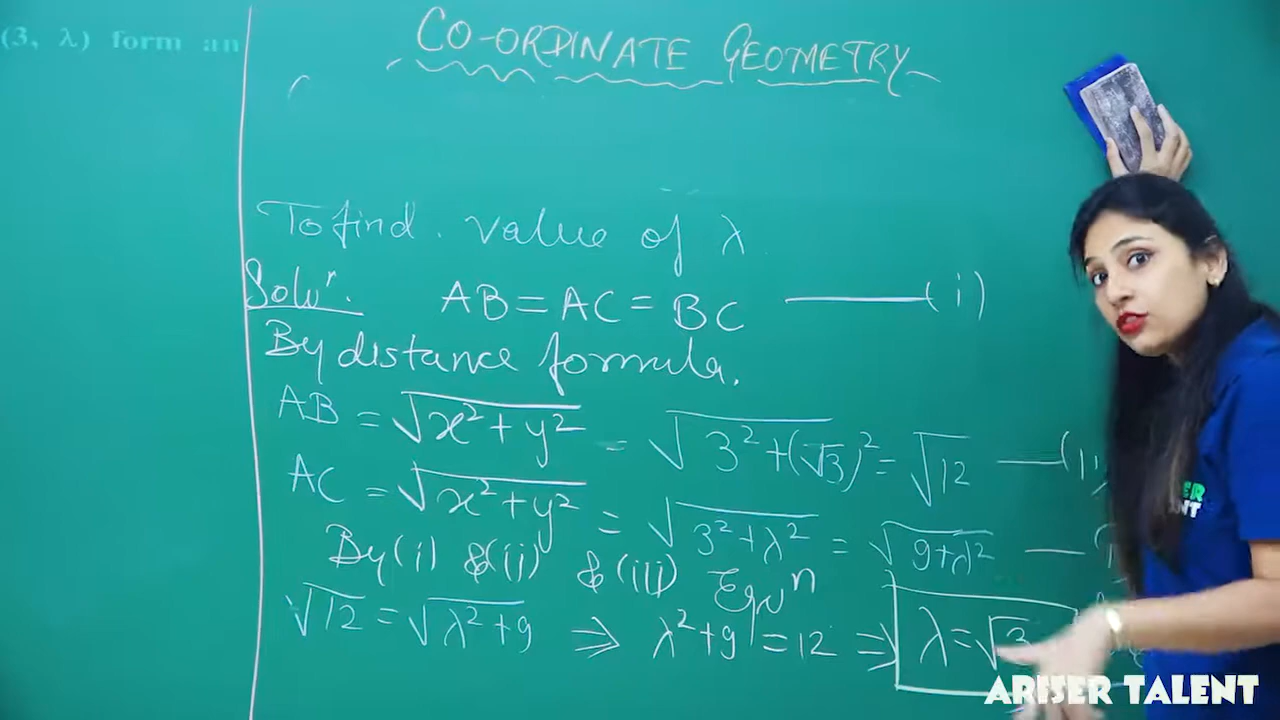 (3, λ) form an
CO-ORDINATE GEOMETRY
To find. value of λ
Soluⁿ. AB = AC = BC —— (i)
By distance formula.
AB = √(x² + y²) = √(3² + (√3)²) = √12 —
AC = √(x² + y²) = √(3² + λ²) = √(9+λ²) —
By (i) & (ii) & (iii) Equⁿ
√12 = √(λ² + 9) ⇒ λ² + 9 = 12 ⇒ λ = √3
ARISER TALENT